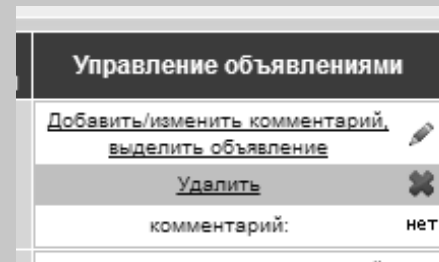 Управление объявлениями
Добавить/изменить комментарий,
выделить объявление
Удалить
комментарий: нет